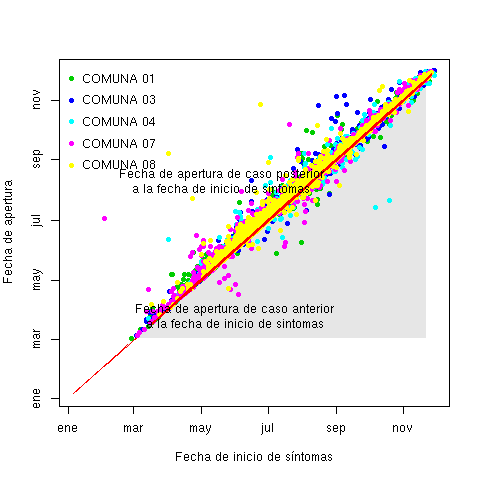 COMUNA 01
COMUNA 03
COMUNA 04
COMUNA 07
COMUNA 08
Fecha de apertura de caso posterior
a la fecha de inicio de síntomas
Fecha de apertura de caso anterior
a la fecha de inicio de síntomas
Fecha de apertura
ene
mar
may
jul
sep
nov
ene
mar
may
jul
sep
nov
Fecha de inicio de síntomas